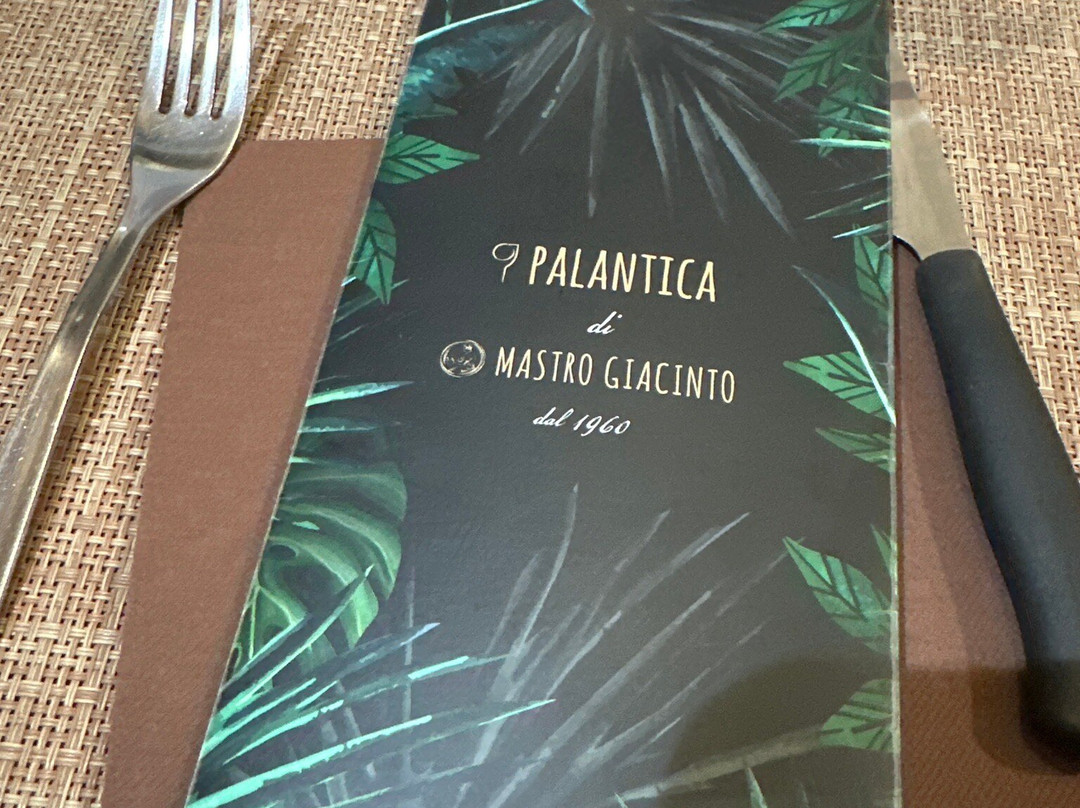 PALANTICA
di
MASTRO GIACINTO
dal 1960